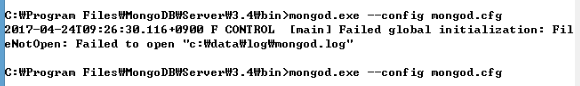 C:₩Program Files₩MongoDB₩Server₩3.4₩bin>mongod.exe --config mongod.cfg
2017-04-24T09:26:30.116+0900 F CONTROL  [main] Failed global initialization: Fil
eNotOpen: Failed to open "c:₩data₩log₩mongod.log"
C:₩Program Files₩MongoDB₩Server₩3.4₩bin>mongod.exe --config mongod.cfg